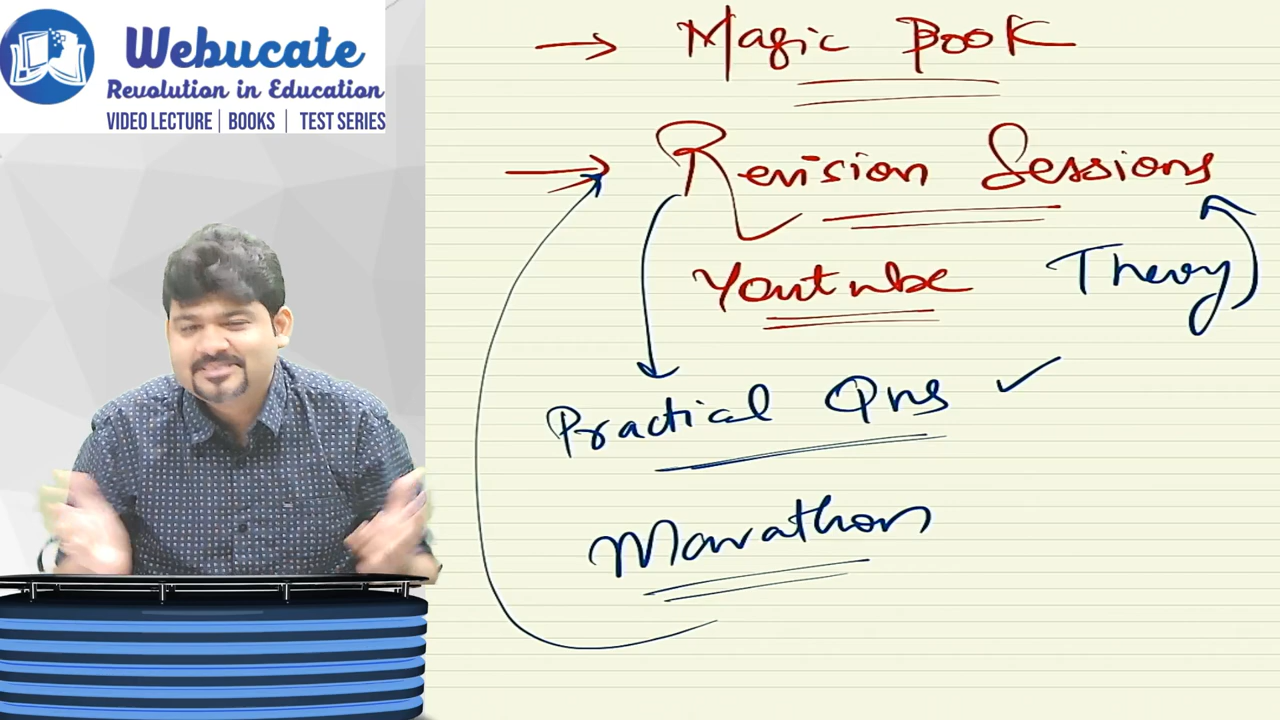 Webucate
Revolution in Education
VIDEO LECTURE | BOOKS | TEST SERIES
→ Magic Book
→ Revision Sessions
Youtube Theory
Practical Qns ✓
Marathon